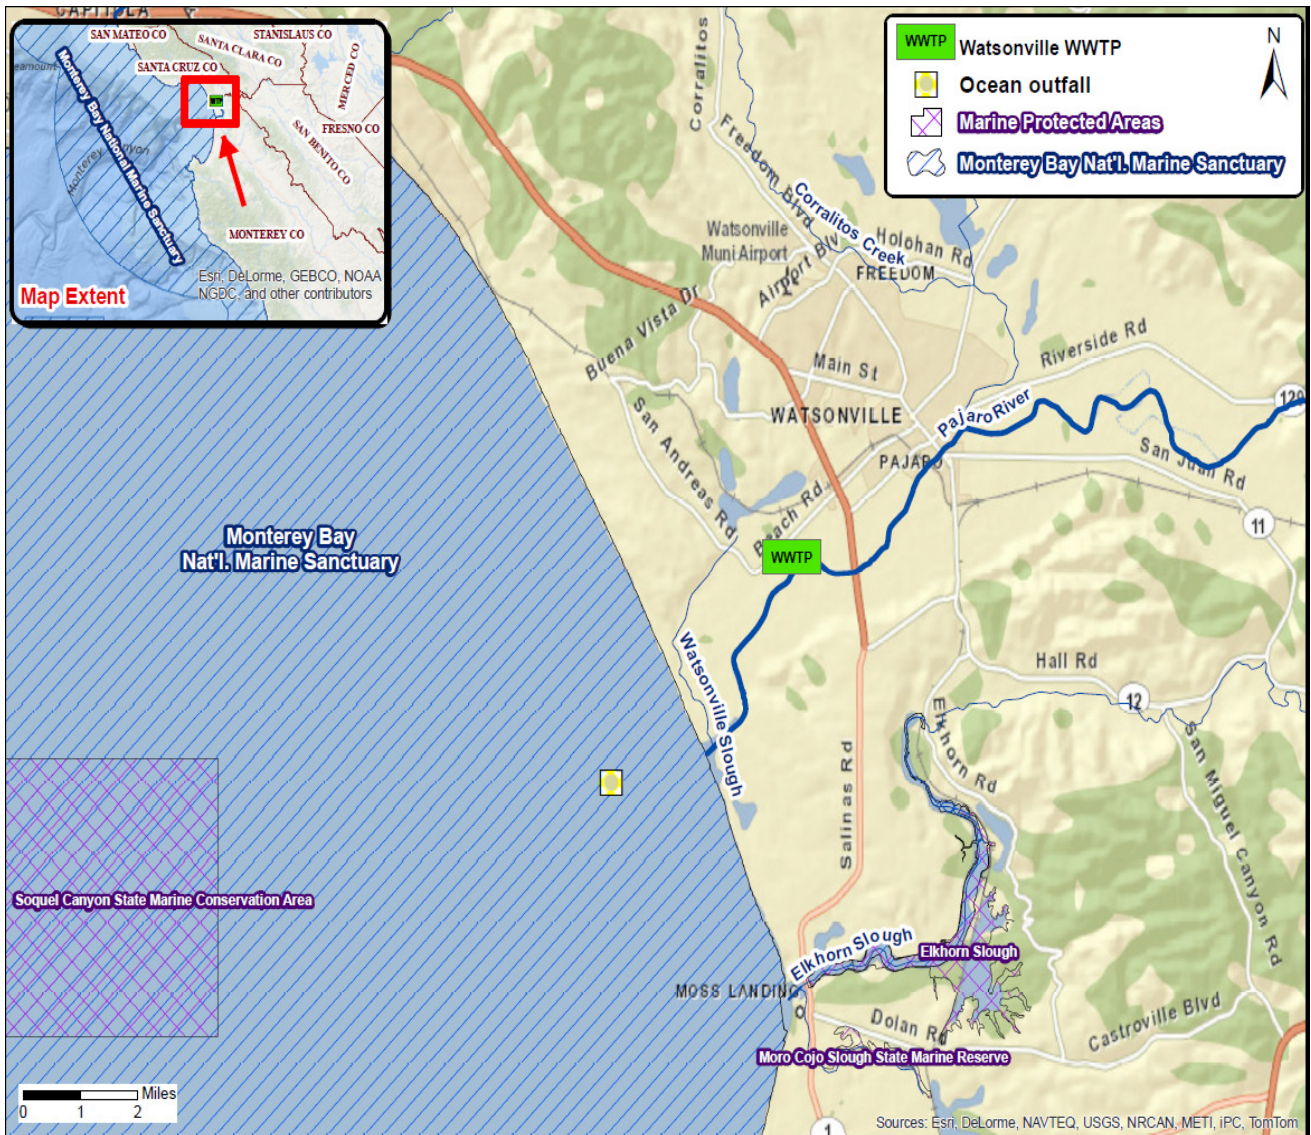 CAPITOLA
SAN MATEO CO
STANISLAUS CO
SANTA CLARA CO
SANTA CRUZ CO
MERCED CO
FRESNO CO
SAN BENITO CO
MONTEREY CO
Monterey Bay National Marine Sanctuary
Monterey Canyon
WTP
Esri, DeLorme, GEBCO, NOAA
NGDC, and other contributors
Map Extent
WWTP
Watsonville WWTP
Ocean outfall
Marine Protected Areas
Monterey Bay Nat'l. Marine Sanctuary
N
Corralitos
Freedom Blvd
Corralitos Creek
Watsonville
Muni Airport
Airport Blv
Holohan Rd
FREEDOM
Buena Vista Dr
Main St
Riverside Rd
129
WATSONVILLE
Pajaro River
San Andreas Rd
PAJARO
San Juan Rd
Beach Rd
11
WWTP
Monterey Bay
Nat'l. Marine Sanctuary
Watsonville Slough
Hall Rd
12
Elkhorn Rd
San Miguel Canyon Rd
Salinas Rd
Soquel Canyon State Marine Conservation Area
Elkhorn Slough
Elkhorn Slough
MOSS LANDING
Dolan Rd
Castroville Blvd
Moro Cojo Slough State Marine Reserve
Miles
0 1 2
1
Sources: Esri, DeLorme, NAVTEQ, USGS, NRCAN, METI, iPC, TomTom